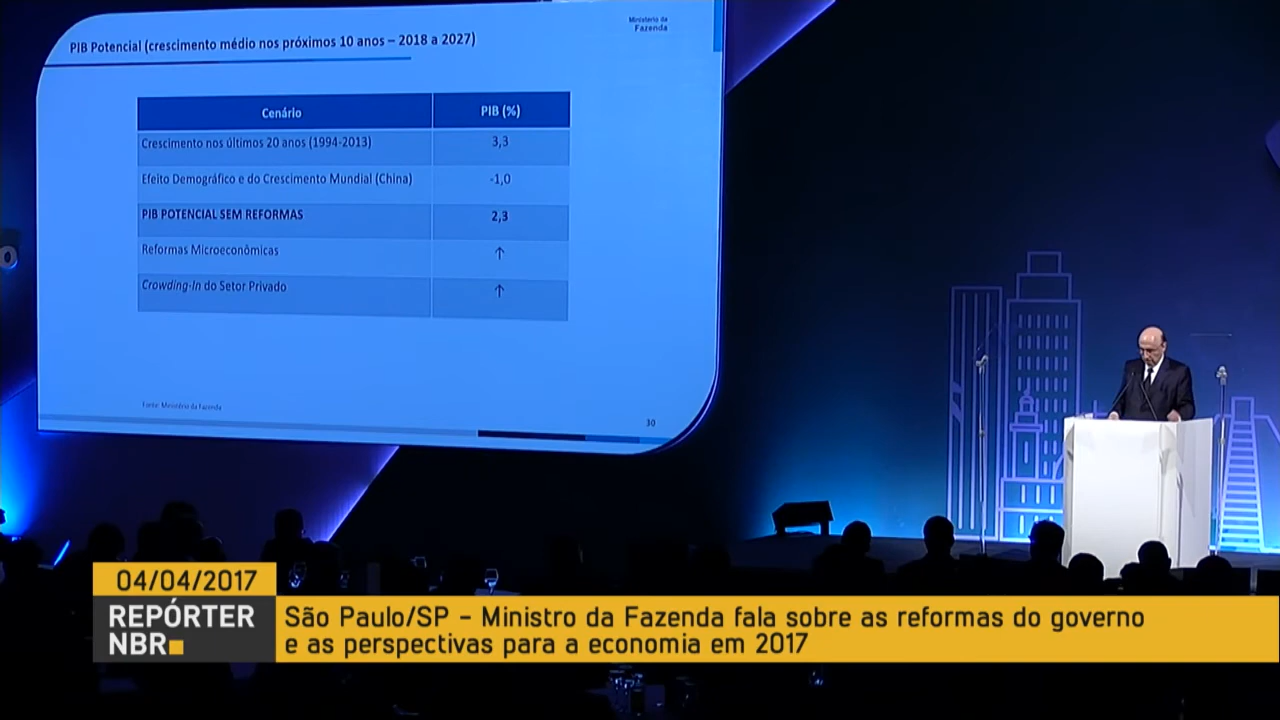 PIB Potencial (crescimento médio nos próximos 10 anos – 2018 a 2027)
Ministério da
Fazenda
Cenário PIB (%)
Crescimento nos últimos 20 anos (1994-2013) 3,3
Efeito Demográfico e do Crescimento Mundial (China) -1,0
PIB POTENCIAL SEM REFORMAS 2,3
Reformas Microeconômicas ↑
Crowding-In do Setor Privado ↑
Fonte: Ministério da Fazenda
30
04/04/2017
REPÓRTER
NBR
São Paulo/SP - Ministro da Fazenda fala sobre as reformas do governo
e as perspectivas para a economia em 2017